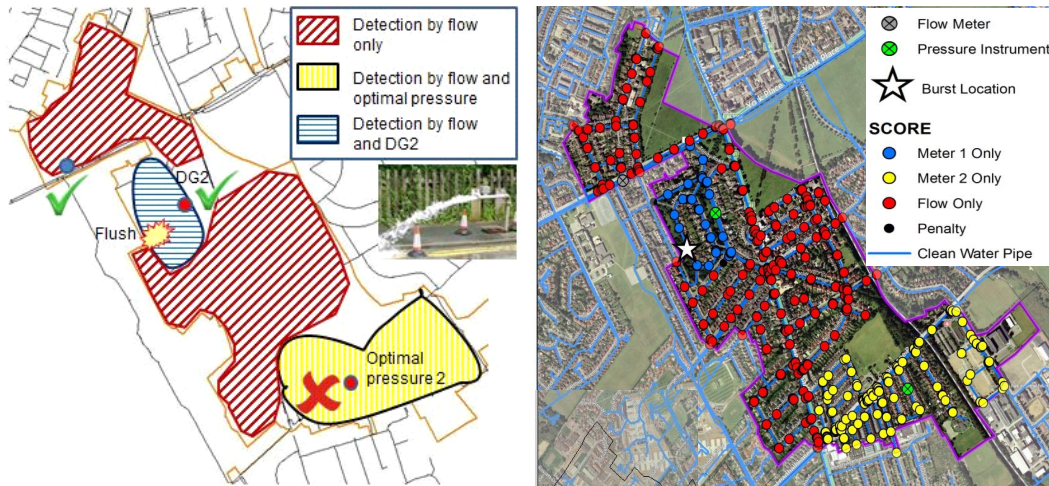 Detection by flow
only
Detection by flow and
optimal pressure
Detection by flow
and DG2
DG2
Flush
Optimal
pressure 2
Flow Meter
Pressure Instrument
Burst Location
SCORE
Meter 1 Only
Meter 2 Only
Flow Only
Penalty
Clean Water Pipe
York Place